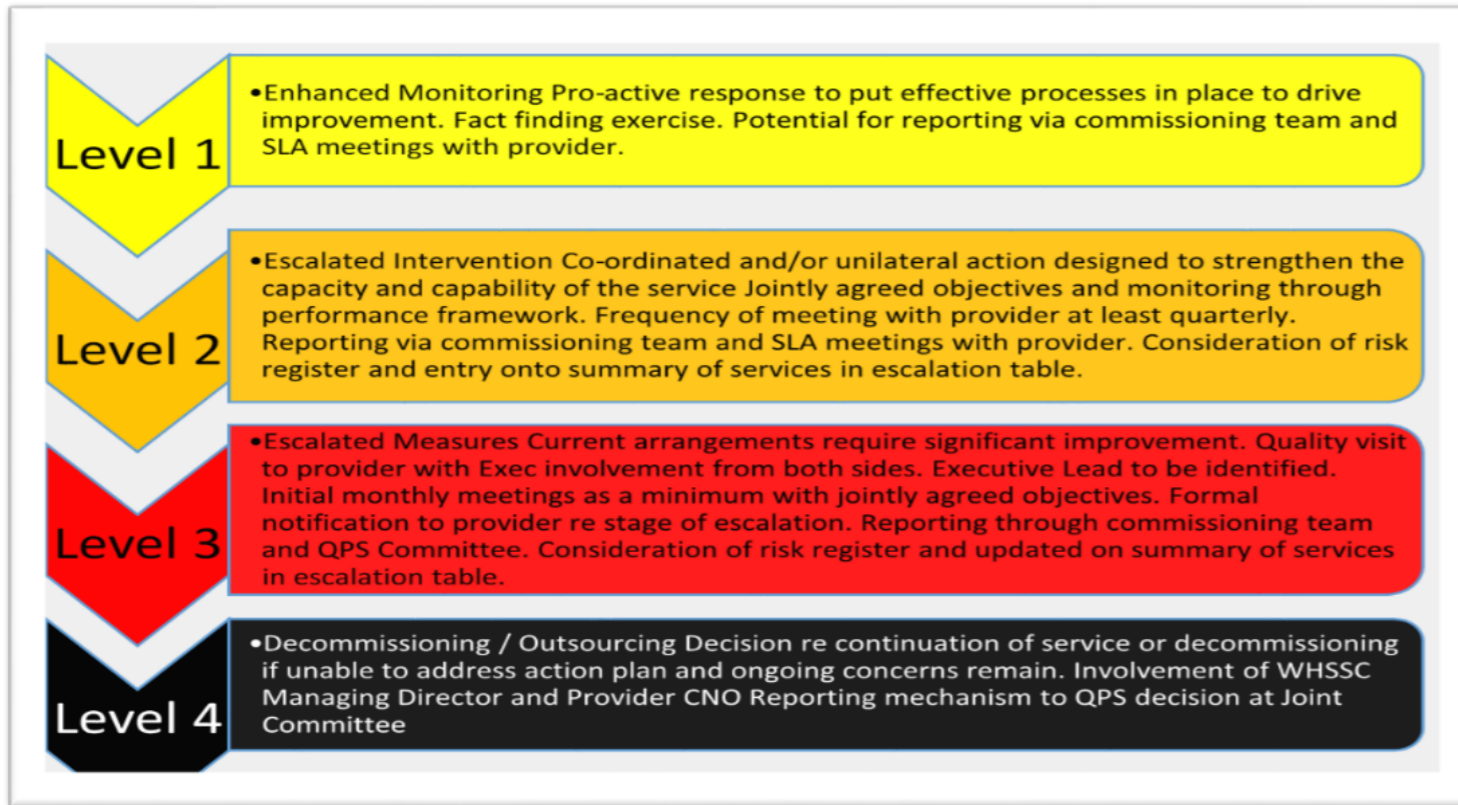 Level 1
•Enhanced Monitoring Pro-active response to put effective processes in place to drive
improvement. Fact finding exercise. Potential for reporting via commissioning team and
SLA meetings with provider.
Level 2
•Escalated Intervention Co-ordinated and/or unilateral action designed to strengthen the
capacity and capability of the service Jointly agreed objectives and monitoring through
performance framework. Frequency of meeting with provider at least quarterly.
Reporting via commissioning team and SLA meetings with provider. Consideration of risk
register and entry onto summary of services in escalation table.
Level 3
•Escalated Measures Current arrangements require significant improvement. Quality visit
to provider with Exec involvement from both sides. Executive Lead to be identified.
Initial monthly meetings as a minimum with jointly agreed objectives. Formal
notification to provider re stage of escalation. Reporting through commissioning team
and QPS Committee. Consideration of risk register and updated on summary of services
in escalation table.
Level 4
•Decommissioning / Outsourcing Decision re continuation of service or decommissioning
if unable to address action plan and ongoing concerns remain. Involvement of WHSSC
Managing Director and Provider CNO Reporting mechanism to QPS decision at Joint
Committee